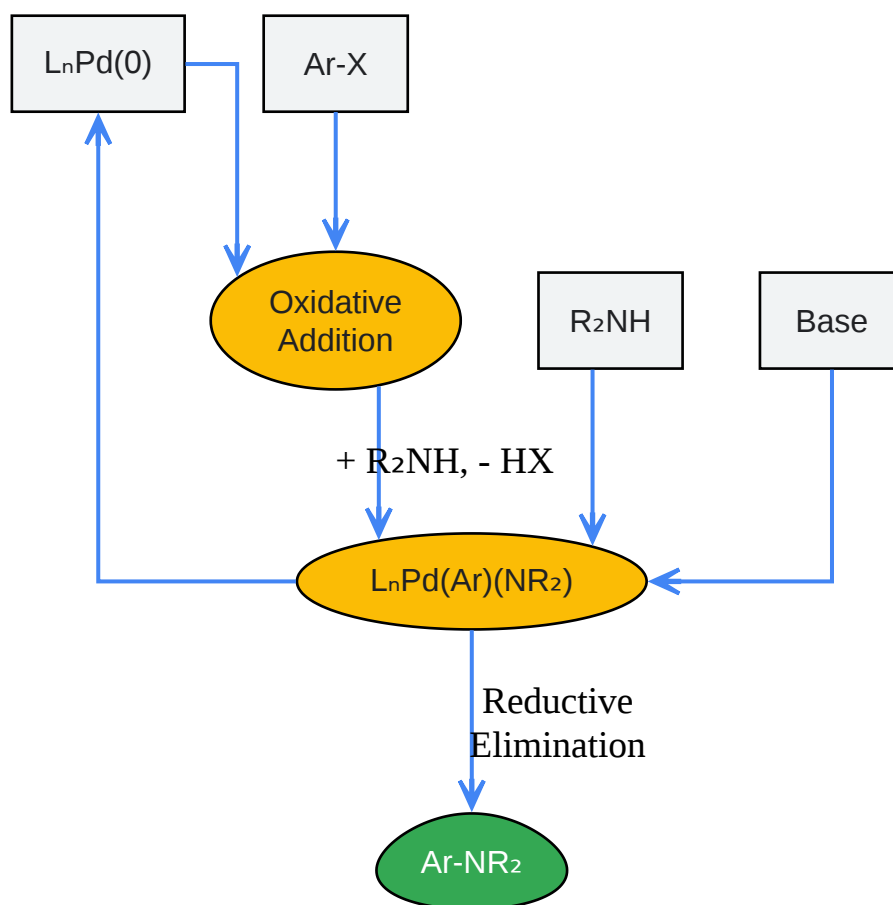 LₙPd(0)
Ar-X
Oxidative
Addition
R₂NH
Base
+ R₂NH, - HX
LₙPd(Ar)(NR₂)
Reductive
Elimination
Ar-NR₂